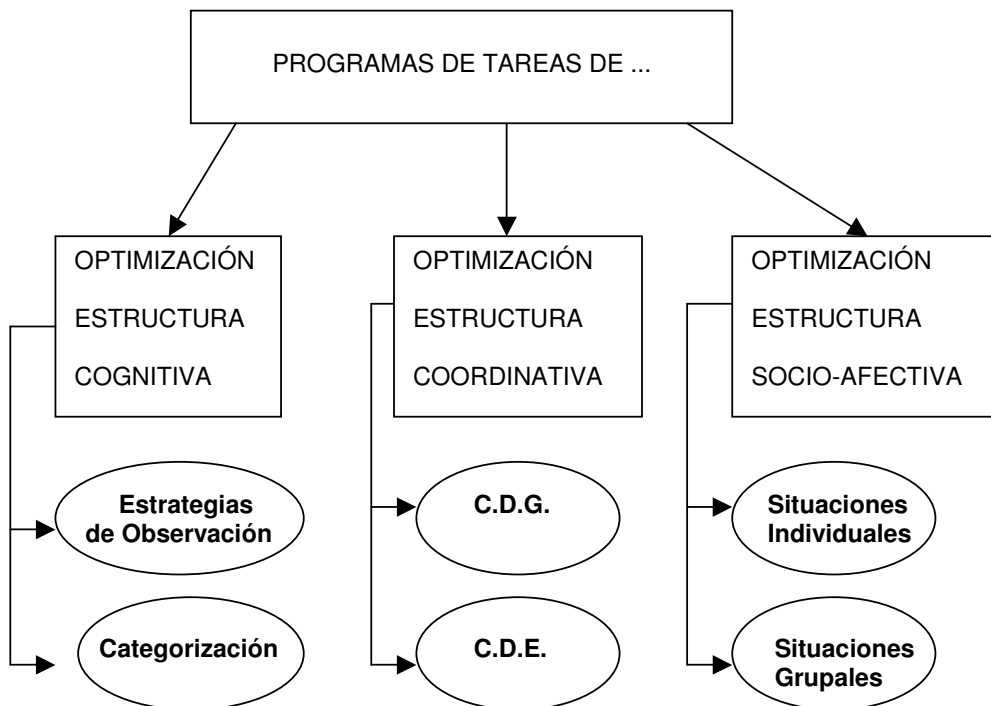 PROGRAMAS DE TAREAS DE ...
OPTIMIZACIÓN
ESTRUCTURA
COGNITIVA
OPTIMIZACIÓN
ESTRUCTURA
COORDINATIVA
OPTIMIZACIÓN
ESTRUCTURA
SOCIO-AFECTIVA
Estrategias
de Observación
C.D.G.
Situaciones
Individuales
Categorización
C.D.E.
Situaciones
Grupales